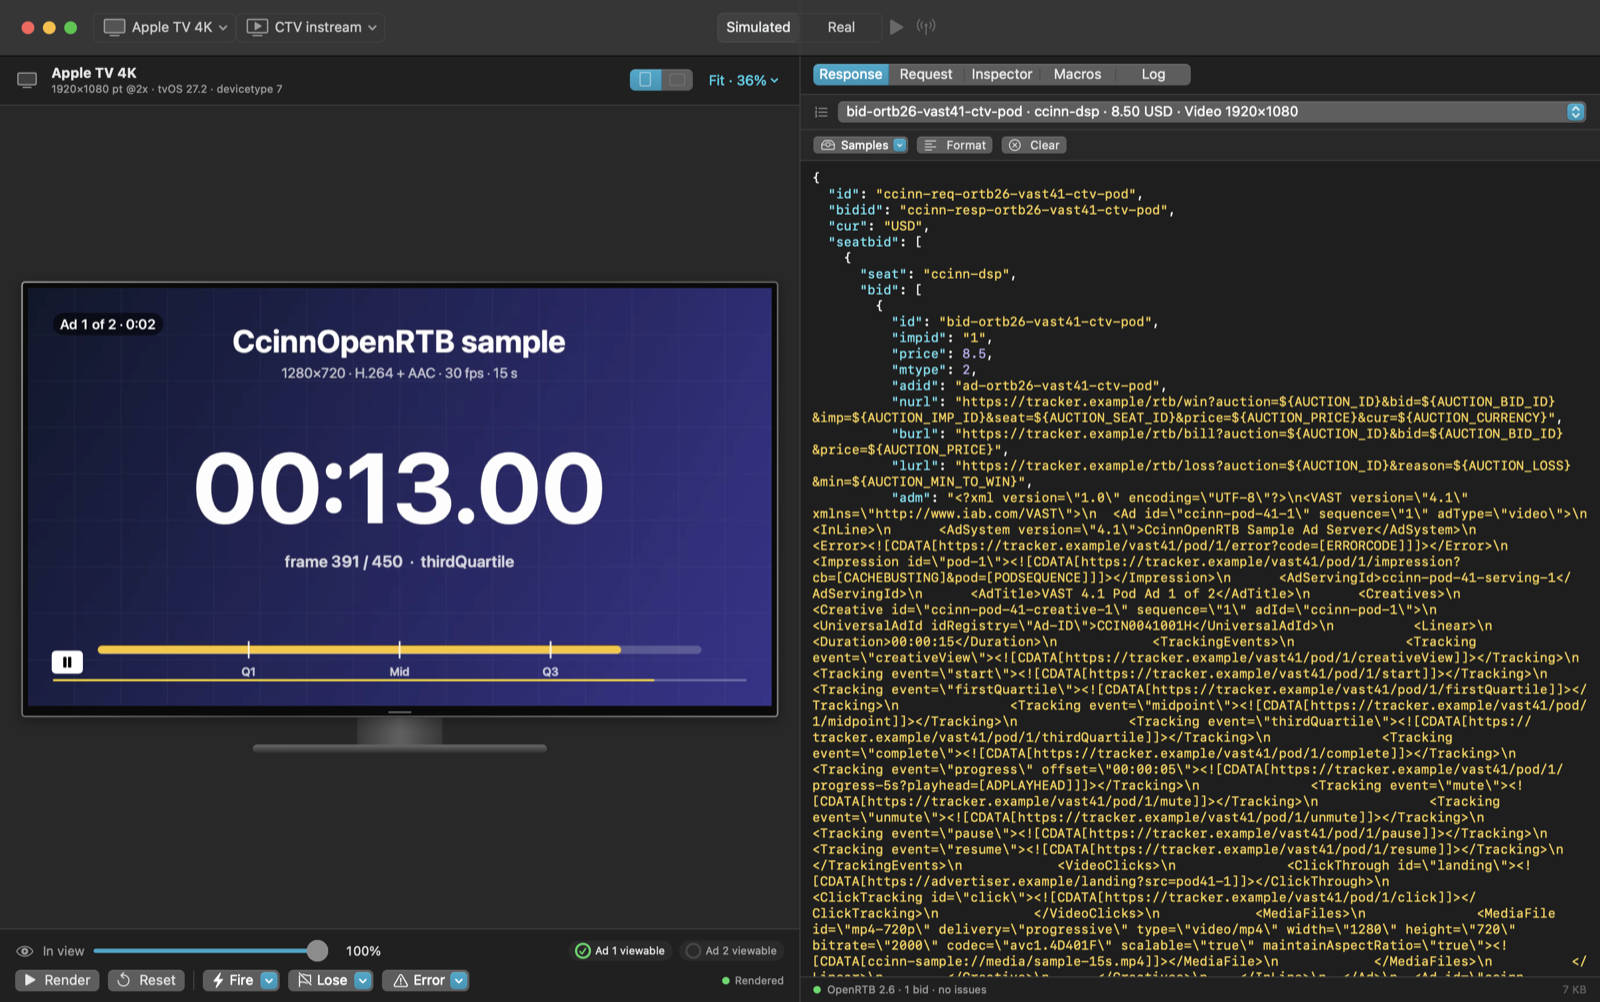 Apple TV 4K
CTV instream
Simulated
Real
Apple TV 4K
1920×1080 pt @2x · tvOS 27.2 · devicetype 7
Fit · 36%
Ad 1 of 2 · 0:02
CcinnOpenRTB sample
1280×720 · H.264 + AAC · 30 fps · 15 s
00:13.00
frame 391 / 450 · thirdQuartile
Q1
Mid
Q3
In view
100%
Ad 1 viewable
Ad 2 viewable
Render
Reset
Fire
Lose
Error
Rendered
Response
Request
Inspector
Macros
Log
bid-ortb26-vast41-ctv-pod · ccinn-dsp · 8.50 USD · Video 1920×1080
Samples
Format
Clear
{
"id": "ccinn-req-ortb26-vast41-ctv-pod",
"bidid": "ccinn-resp-ortb26-vast41-ctv-pod",
"cur": "USD",
"seatbid": [
{
"seat": "ccinn-dsp",
"bid": [
{
"id": "bid-ortb26-vast41-ctv-pod",
"impid": "1",
"price": 8.5,
"mtype": 2,
"adid": "ad-ortb26-vast41-ctv-pod",
"nurl": "https://tracker.example/rtb/win?auction=${AUCTION_ID}&bid=${AUCTION_BID_ID}
&imp=${AUCTION_IMP_ID}&seat=${AUCTION_SEAT_ID}&price=${AUCTION_PRICE}&cur=${AUCTION_CURRENCY}",
"burl": "https://tracker.example/rtb/bill?auction=${AUCTION_ID}&bid=${AUCTION_BID_ID}
&price=${AUCTION_PRICE}",
"lurl": "https://tracker.example/rtb/loss?auction=${AUCTION_ID}&reason=${AUCTION_LOSS}
&min=${AUCTION_MIN_TO_WIN}",
"adm": "<?xml version=\"1.0\" encoding=\"UTF-8\"?>\n<VAST version=\"4.1\"
xmlns=\"http://www.iab.com/VAST\">\n  <Ad id=\"ccinn-pod-41-1\" sequence=\"1\" adType=\"video\">\n
<InLine>\n      <AdSystem version=\"4.1\">CcinnOpenRTB Sample Ad Server</AdSystem>\n
<Error><![CDATA[https://tracker.example/vast41/pod/1/error?code=[ERRORCODE]]]></Error>\n
<Impression id=\"pod-1\"><![CDATA[https://tracker.example/vast41/pod/1/impression?
cb=[CACHEBUSTING]&pod=[PODSEQUENCE]]]></Impression>\n      <AdServingId>ccinn-pod-41-serving-1</
AdServingId>\n      <AdTitle>VAST 4.1 Pod Ad 1 of 2</AdTitle>\n      <Creatives>\n
<Creative id=\"ccinn-pod-41-creative-1\" sequence=\"1\" adId=\"ccinn-pod-1\">\n
<UniversalAdId idRegistry=\"Ad-ID\">CCIN0041001H</UniversalAdId>\n          <Linear>\n
<Duration>00:00:15</Duration>\n            <TrackingEvents>\n              <Tracking
event=\"creativeView\"><![CDATA[https://tracker.example/vast41/pod/1/creativeView]]></Tracking>\n
<Tracking event=\"start\"><![CDATA[https://tracker.example/vast41/pod/1/start]]></Tracking>\n
<Tracking event=\"firstQuartile\"><![CDATA[https://tracker.example/vast41/pod/1/firstQuartile]]></
Tracking>\n              <Tracking event=\"midpoint\"><![CDATA[https://tracker.example/vast41/pod/
1/midpoint]]></Tracking>\n              <Tracking event=\"thirdQuartile\"><![CDATA[https://
tracker.example/vast41/pod/1/thirdQuartile]]></Tracking>\n              <Tracking
event=\"complete\"><![CDATA[https://tracker.example/vast41/pod/1/complete]]></Tracking>\n
<Tracking event=\"progress\" offset=\"00:00:05\"><![CDATA[https://tracker.example/vast41/pod/1/
progress-5s?playhead=[ADPLAYHEAD]]]></Tracking>\n              <Tracking event=\"mute\"><!
[CDATA[https://tracker.example/vast41/pod/1/mute]]></Tracking>\n              <Tracking
event=\"unmute\"><![CDATA[https://tracker.example/vast41/pod/1/unmute]]></Tracking>\n
<Tracking event=\"pause\"><![CDATA[https://tracker.example/vast41/pod/1/pause]]></Tracking>\n
<Tracking event=\"resume\"><![CDATA[https://tracker.example/vast41/pod/1/resume]]></Tracking>\n
</TrackingEvents>\n            <VideoClicks>\n              <ClickThrough id=\"landing\"><!
[CDATA[https://advertiser.example/landing?src=pod41-1]]></ClickThrough>\n
<ClickTracking id=\"click\"><![CDATA[https://tracker.example/vast41/pod/1/click]]></
ClickTracking>\n            </VideoClicks>\n            <MediaFiles>\n              <MediaFile
id=\"mp4-720p\" delivery=\"progressive\" type=\"video/mp4\" width=\"1280\" height=\"720\"
bitrate=\"2000\" codec=\"avc1.4D401F\" scalable=\"true\" maintainAspectRatio=\"true\"><!
[CDATA[ccinn-sample://media/sample-15s.mp4]]></MediaFile>\n            </MediaFiles>\n          </
OpenRTB 2.6 · 1 bid · no issues
7 KB